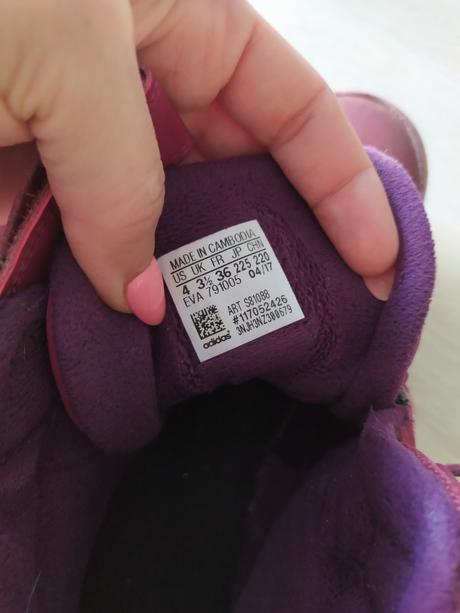 MADE IN CAMBODIA
US UK FR JP CHN
4 3½ 36 225 220
EVA 791005 04/17
ART S81088
#117052426
3NJH3NZ300679
adidas